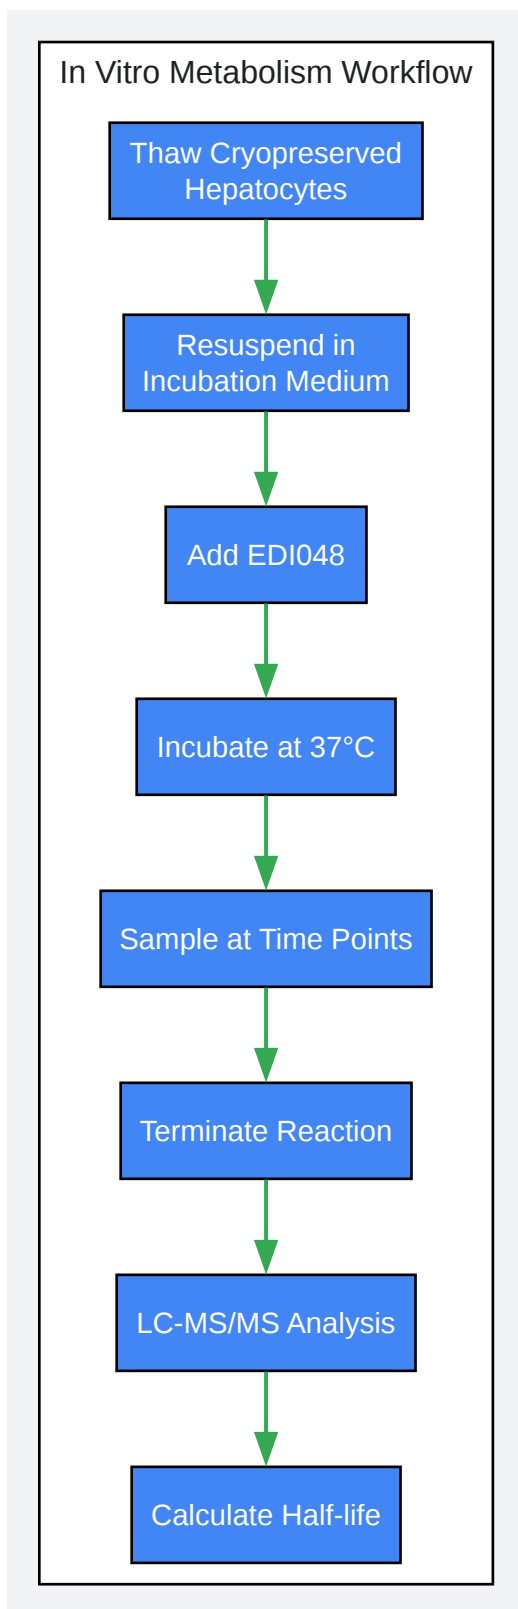 In Vitro Metabolism Workflow
Thaw Cryopreserved
Hepatocytes
Resuspend in
Incubation Medium
Add EDI048
Incubate at 37°C
Sample at Time Points
Terminate Reaction
LC-MS/MS Analysis
Calculate Half-life